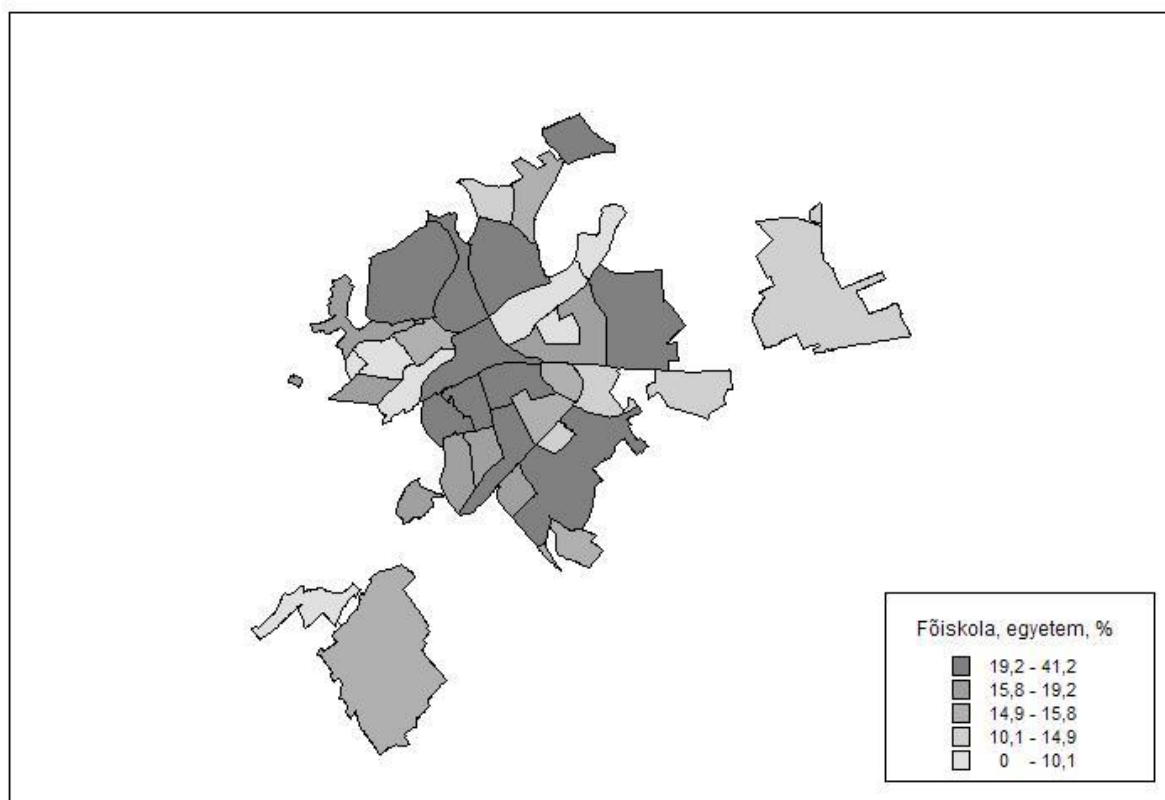 Fõiskola, egyetem, %
19,2 - 41,2
15,8 - 19,2
14,9 - 15,8
10,1 - 14,9
0 - 10,1